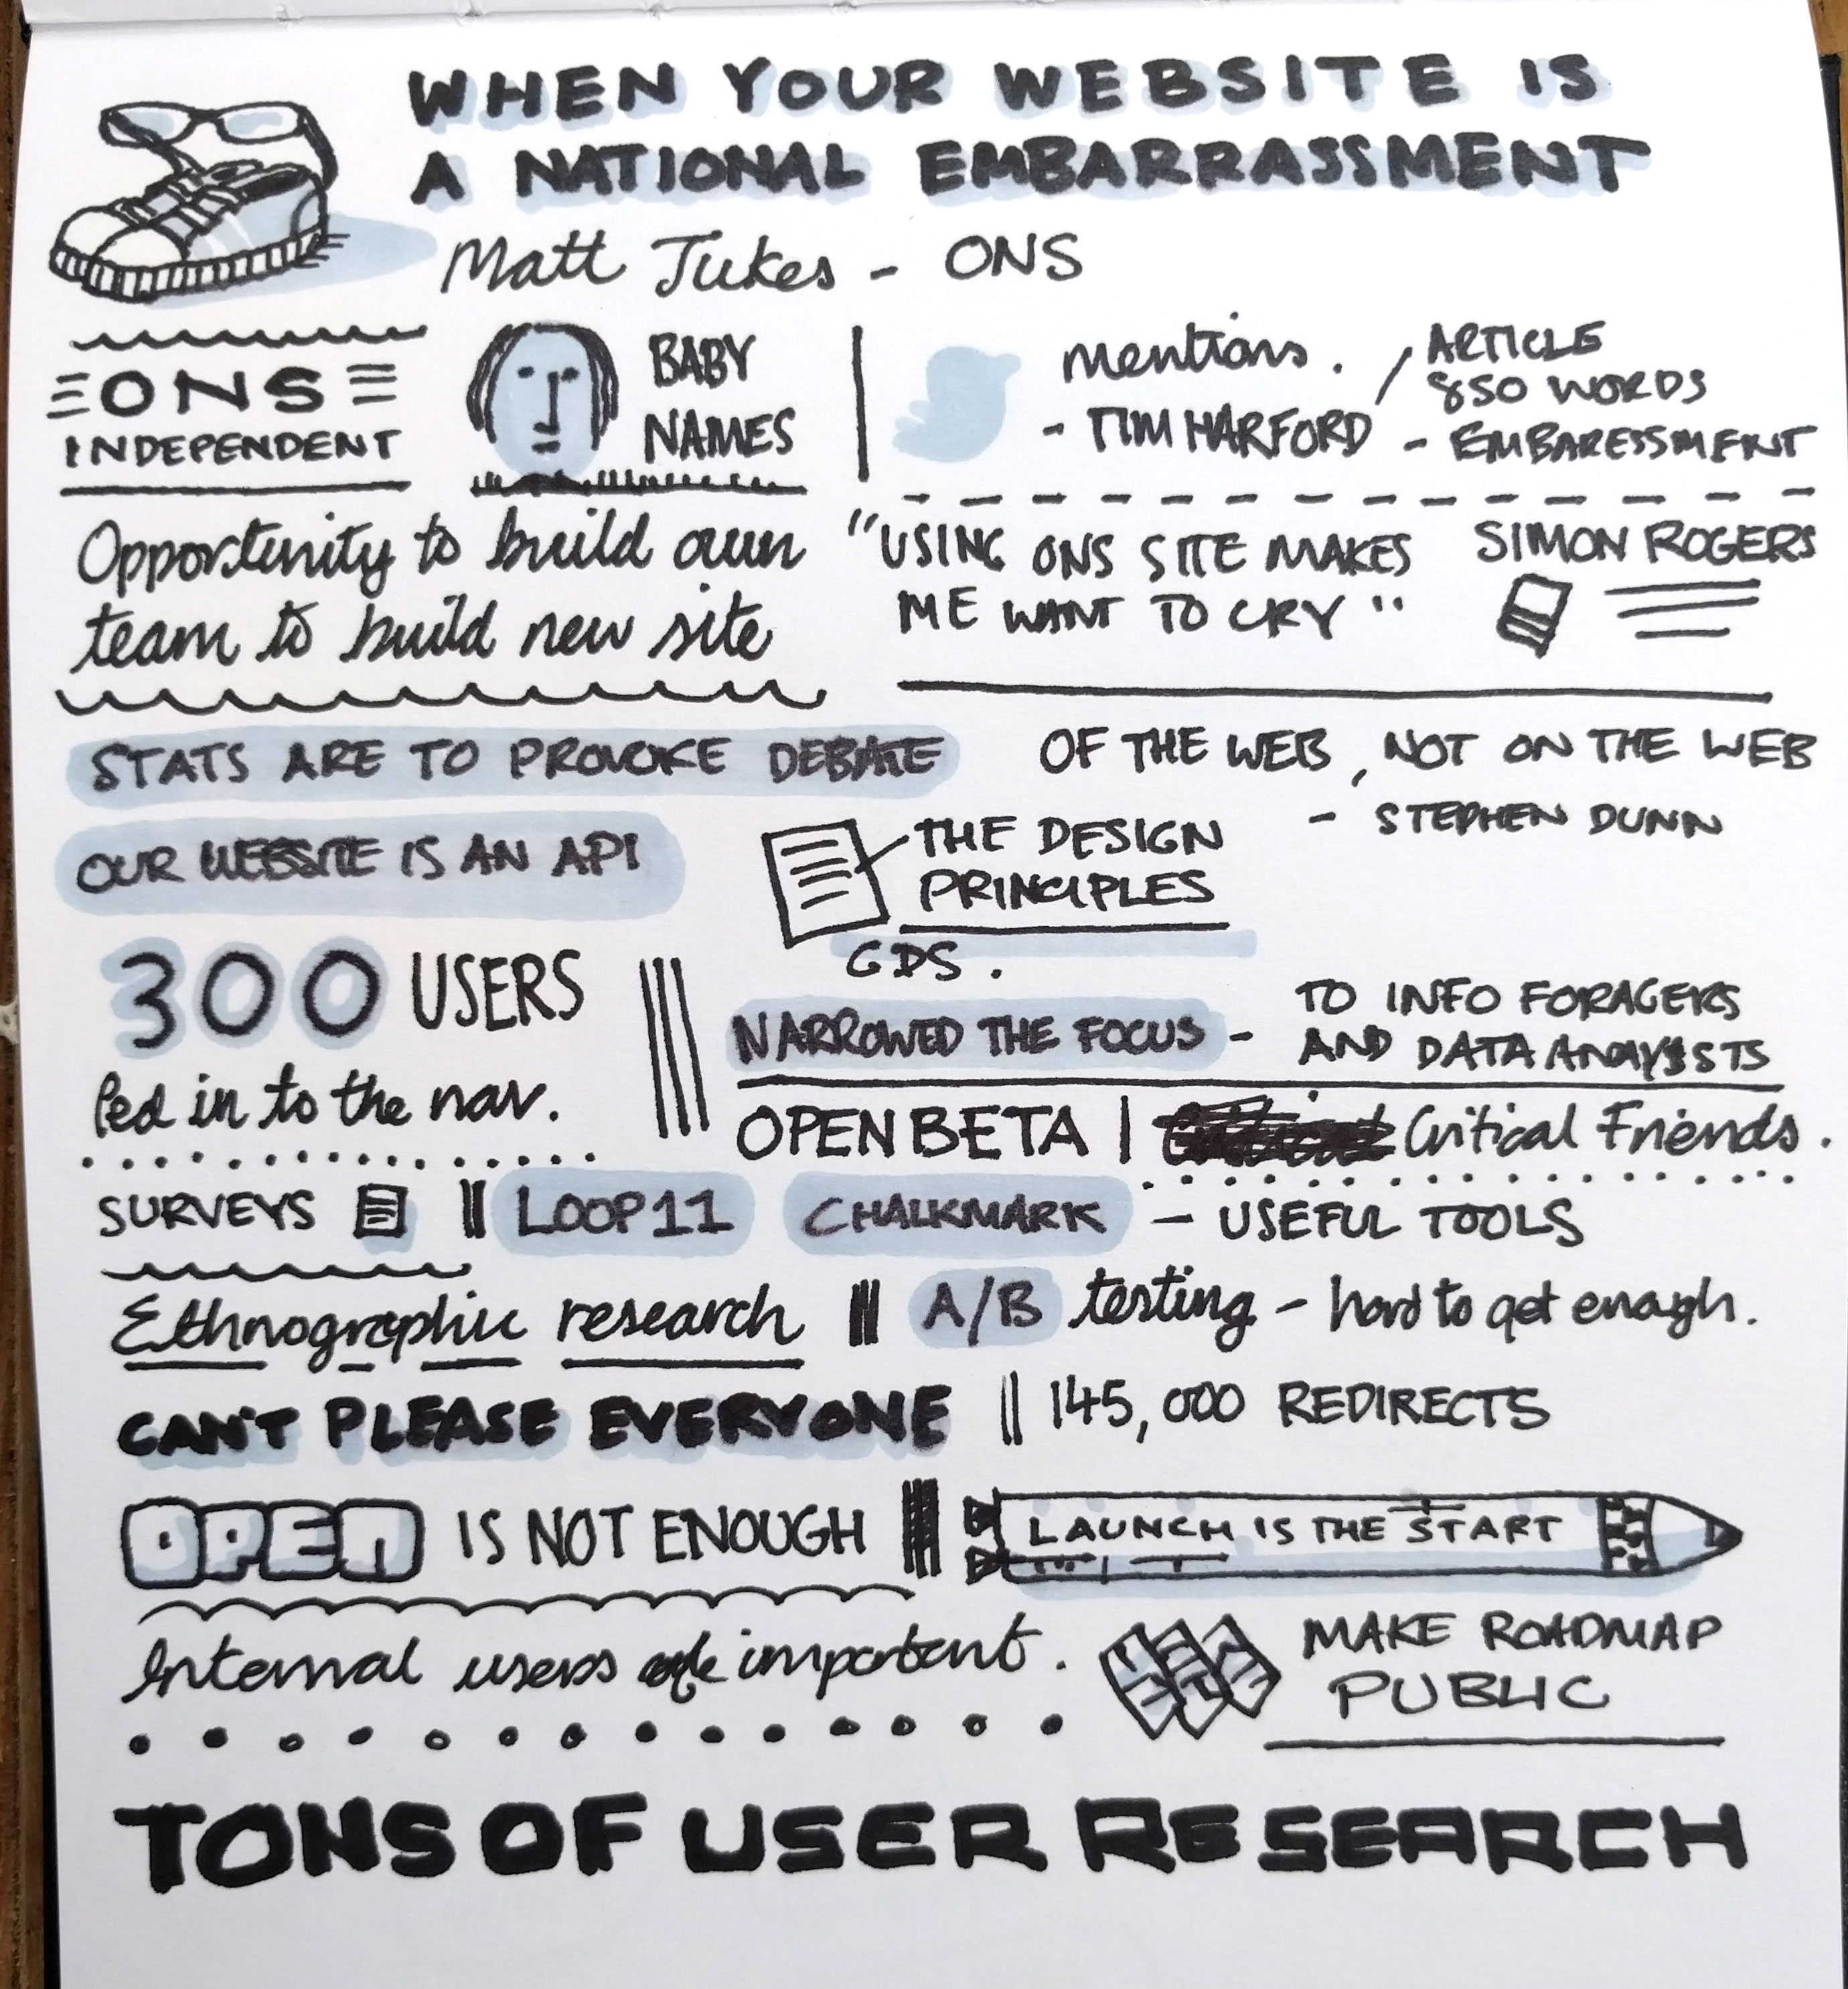 WHEN YOUR WEBSITE IS
A NATIONAL EMBARRASSMENT
Matt Jukes - ONS
ONS
INDEPENDENT
BABY
NAMES
mentions.
- TIM HARFORD
/ ARTICLE
850 WORDS
- EMBARESSMENT
Opportunity to build own
team to build new site
"USING ONS SITE MAKES
ME WANT TO CRY"
SIMON ROGERS
STATS ARE TO PROVOKE DEBATE
OF THE WEB, NOT ON THE WEB
- STEPHEN DUNN
OUR WEBSITE IS AN API
THE DESIGN
PRINCIPLES
GDS.
300 USERS
fed in to the nav.
NARROWED THE FOCUS -
TO INFO FORAGERS
AND DATA ANALYSTS
OPEN BETA | Critical Friends.
SURVEYS || LOOP11 CHALKMARK - USEFUL TOOLS
Ethnographic research ||| A/B testing - hard to get enough.
CAN'T PLEASE EVERYONE || 145,000 REDIRECTS
OPEN IS NOT ENOUGH
LAUNCH IS THE START
Internal users are important.
MAKE ROADMAP
PUBLIC
TONS OF USER RESEARCH